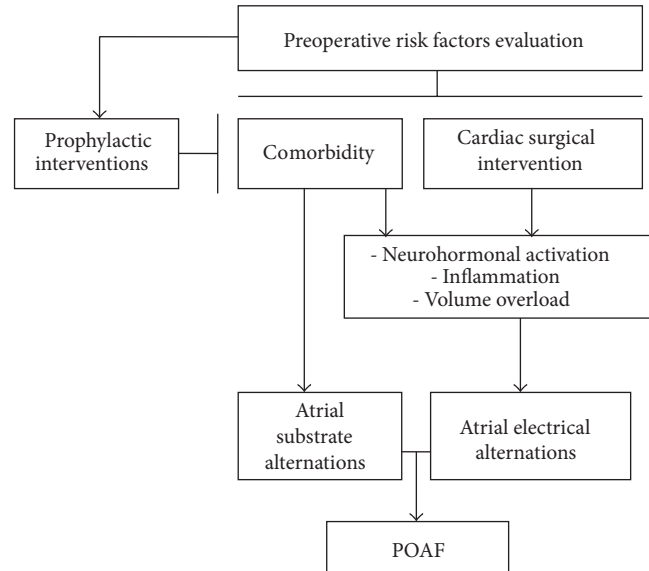 Preoperative risk factors evaluation
Prophylactic
interventions
Comorbidity
Cardiac surgical
intervention
- Neurohormonal activation
- Inflammation
- Volume overload
Atrial
substrate
alternations
Atrial electrical
alternations
POAF